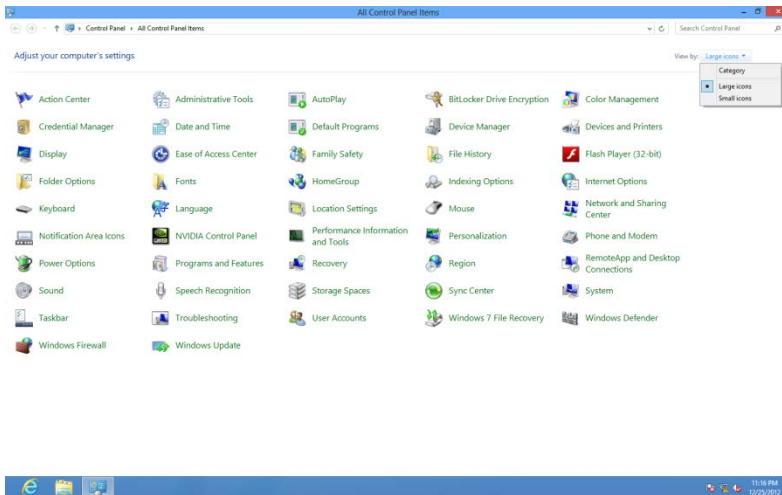 All Control Panel Items
Control Panel All Control Panel Items
Search Control Panel
Adjust your computer's settings
View by: Large icons
Category
Large icons
Small icons
Action Center Administrative Tools AutoPlay BitLocker Drive Encryption Color Management
Credential Manager Date and Time Default Programs Device Manager Devices and Printers
Display Ease of Access Center Family Safety File History Flash Player (32-bit)
Folder Options Fonts HomeGroup Indexing Options Internet Options
Keyboard Language Location Settings Mouse Network and Sharing
Center
Notification Area Icons NVIDIA Control Panel Performance Information
and Tools
Personalization Phone and Modem
Power Options Programs and Features Recovery Region RemoteApp and Desktop
Connections
Sound Speech Recognition Storage Spaces Sync Center System
Taskbar Troubleshooting User Accounts Windows 7 File Recovery Windows Defender
Windows Firewall Windows Update
11:16 PM
12/25/2012